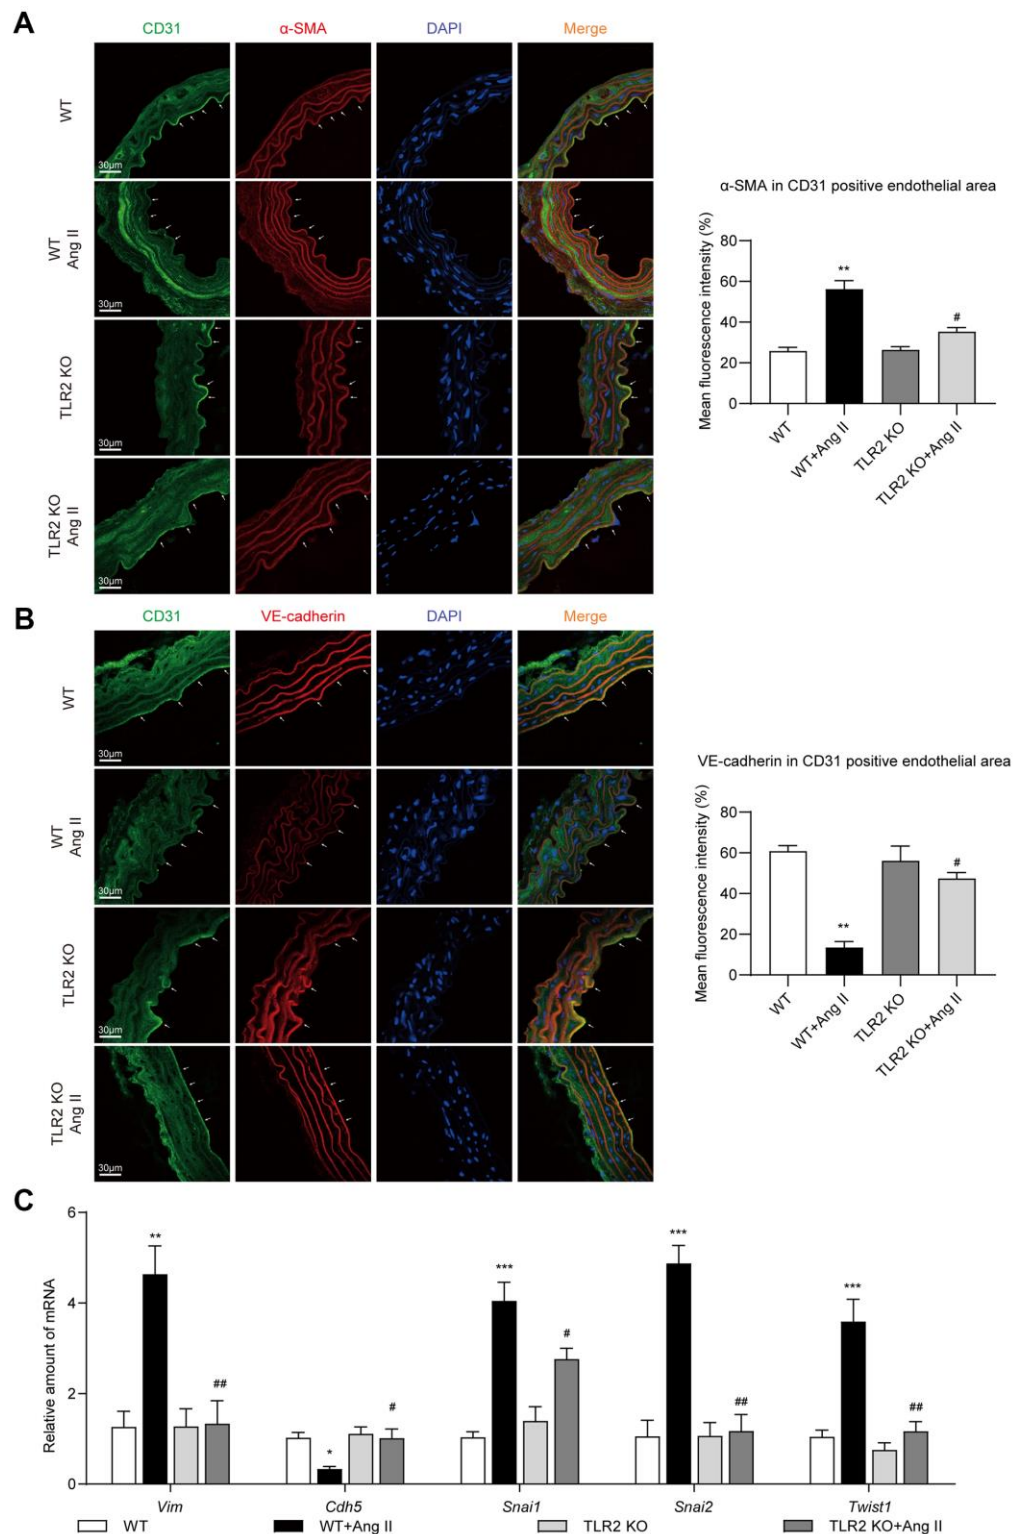 A
CD31 α-SMA DAPI Merge
WT
30μm
WT
Ang II
30μm
TLR2 KO
30μm
TLR2 KO
Ang II
30μm
α-SMA in CD31 positive endothelial area
Mean fluorescence intensity (%)
80
60
40
20
0
**
#
WT
WT+Ang II
TLR2 KO
TLR2 KO+Ang II
B
CD31 VE-cadherin DAPI Merge
WT
30μm
WT
Ang II
30μm
TLR2 KO
30μm
TLR2 KO
Ang II
30μm
VE-cadherin in CD31 positive endothelial area
Mean fluorescence intensity (%)
80
60
40
20
0
**
#
WT
WT+Ang II
TLR2 KO
TLR2 KO+Ang II
C
Relative amount of mRNA
6
4
2
0
** ## * # *** # *** ## *** ##
Vim Cdh5 Snai1 Snai2 Twist1
WT WT+Ang II TLR2 KO TLR2 KO+Ang II